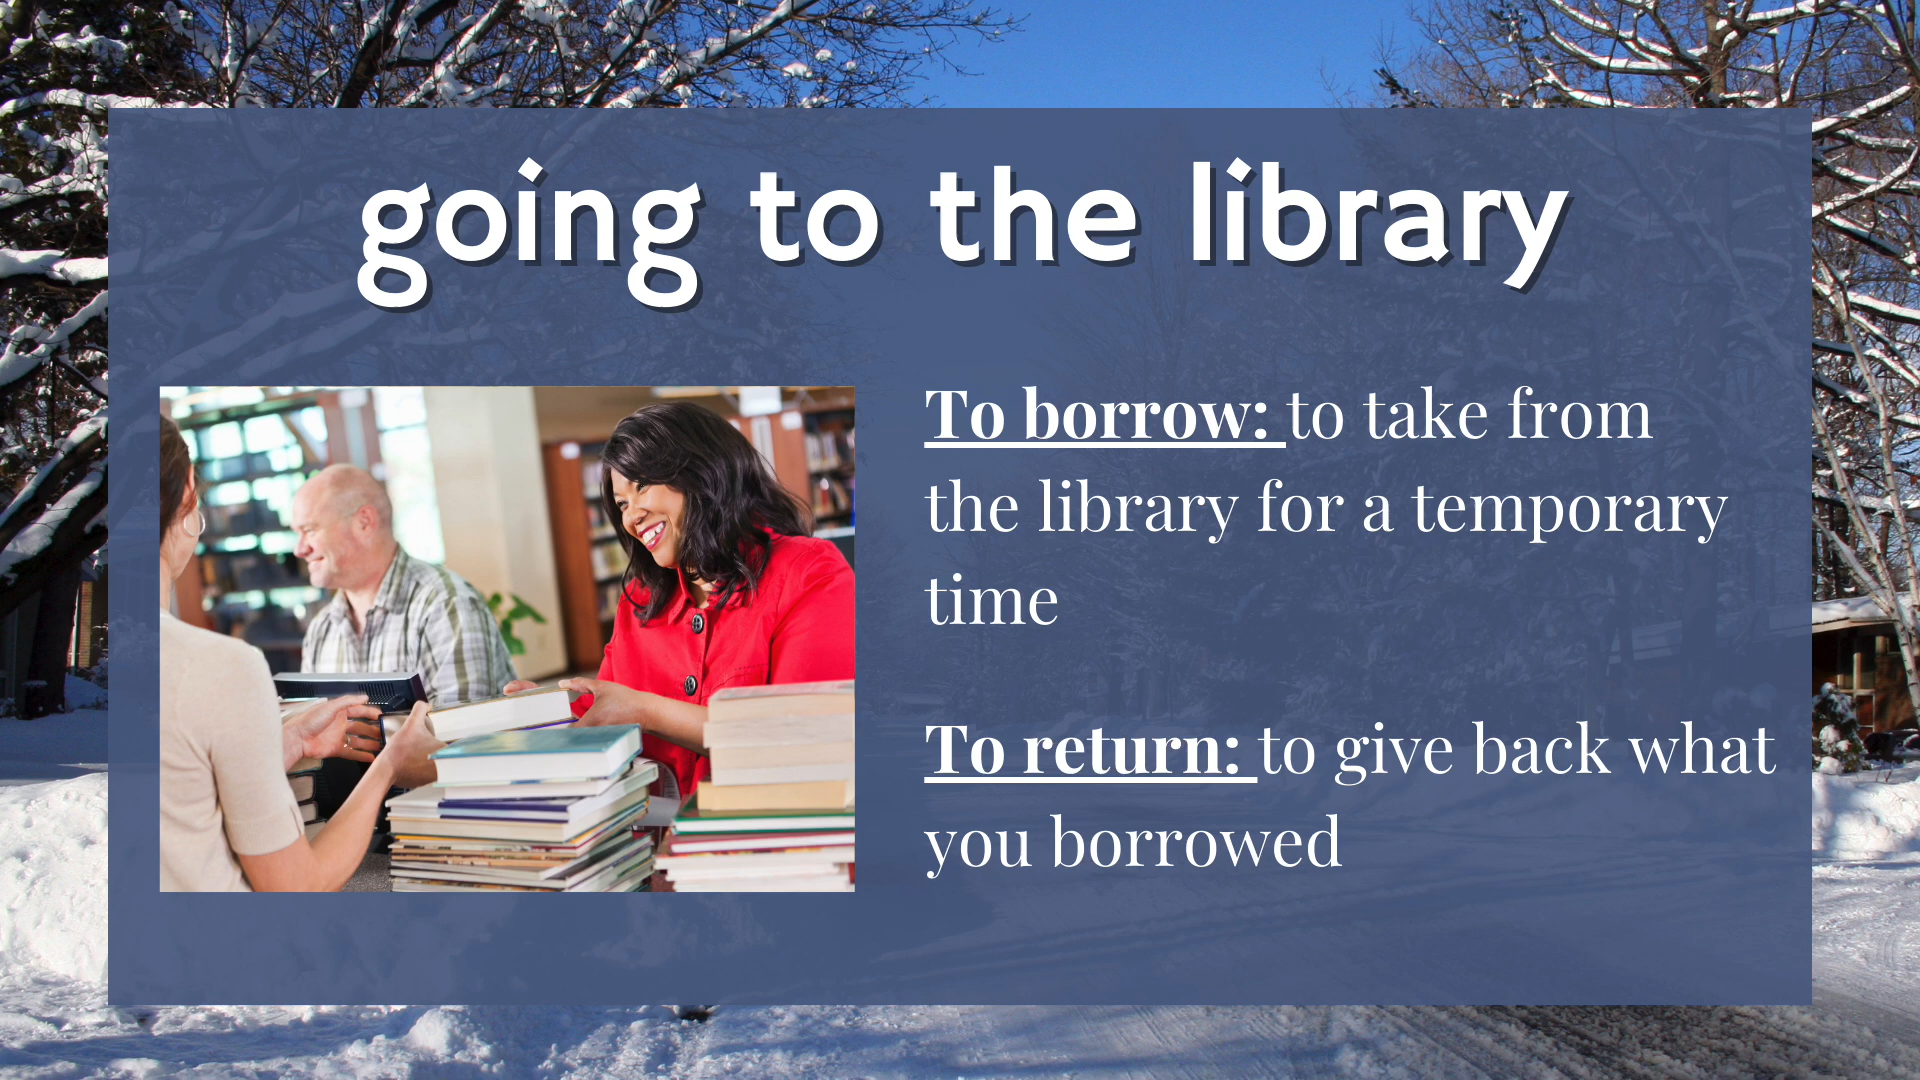 going to the library
To borrow: to take from
the library for a temporary
time
To return: to give back what
you borrowed